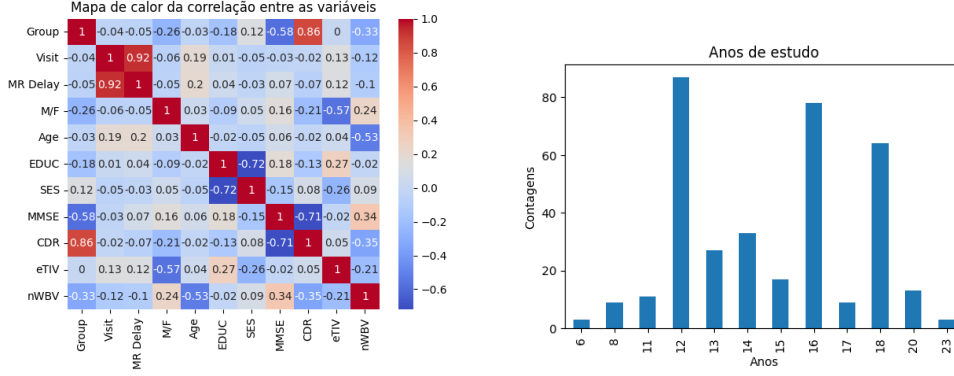 Mapa de calor da correlação entre as variáveis
Group 1 -0.04 -0.05 -0.26 -0.03 -0.18 0.12 -0.58 0.86 0 -0.33
Visit -0.04 1 0.92 -0.06 0.19 0.01 -0.05 -0.03 -0.02 0.13 -0.12
MR Delay -0.05 0.92 1 -0.05 0.2 0.04 -0.03 0.07 -0.07 0.12 -0.1
M/F -0.26 -0.06 -0.05 1 0.03 -0.09 0.05 0.16 -0.21 -0.57 0.24
Age -0.03 0.19 0.2 0.03 1 -0.02 -0.05 0.06 -0.02 0.04 -0.53
EDUC -0.18 0.01 0.04 -0.09 -0.02 1 -0.72 0.18 -0.13 0.27 -0.02
SES 0.12 -0.05 -0.03 0.05 -0.05 -0.72 1 -0.15 0.08 -0.26 0.09
MMSE -0.58 -0.03 0.07 0.16 0.06 0.18 -0.15 1 -0.71 -0.02 0.34
CDR 0.86 -0.02 -0.07 -0.21 -0.02 -0.13 0.08 -0.71 1 0.05 -0.35
eTIV 0 0.13 0.12 -0.57 0.04 0.27 -0.26 -0.02 0.05 1 -0.21
nWBV -0.33 -0.12 -0.1 0.24 -0.53 -0.02 0.09 0.34 -0.35 -0.21 1
Group Visit MR Delay M/F Age EDUC SES MMSE CDR eTIV nWBV
1.0
0.8
0.6
0.4
0.2
0.0
-0.2
-0.4
-0.6
Anos de estudo
Contagens
80
60
40
20
0
6 8 11 12 13 14 15 16 17 18 20 23
Anos